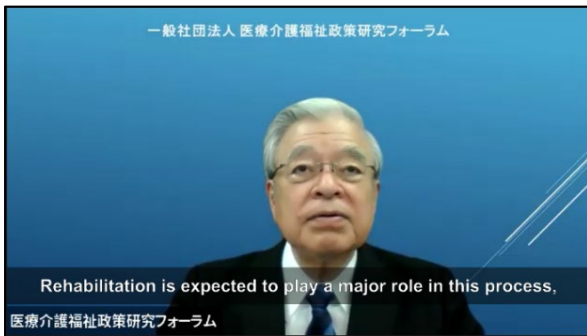 一般社団法人 医療介護福祉政策研究フォーラム
Rehabilitation is expected to play a major role in this process,
医療介護福祉政策研究フォーラム